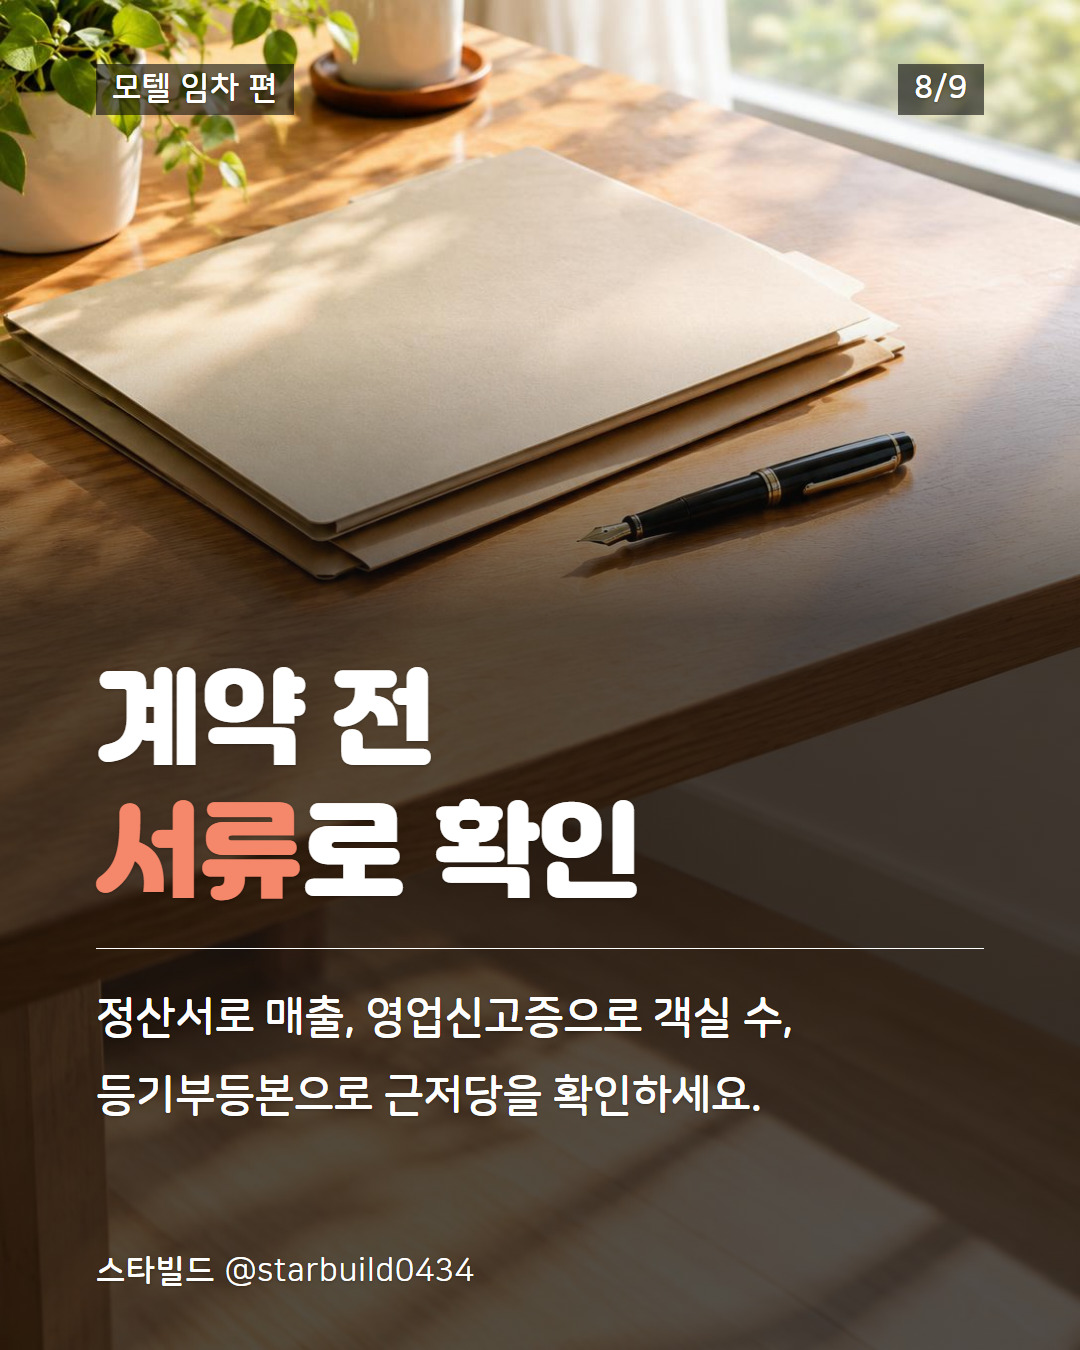 모텔 임차 편
8/9
계약 전
서류로 확인
정산서로 매출, 영업신고증으로 객실 수,
등기부등본으로 근저당을 확인하세요.
스타빌드 @starbuild0434